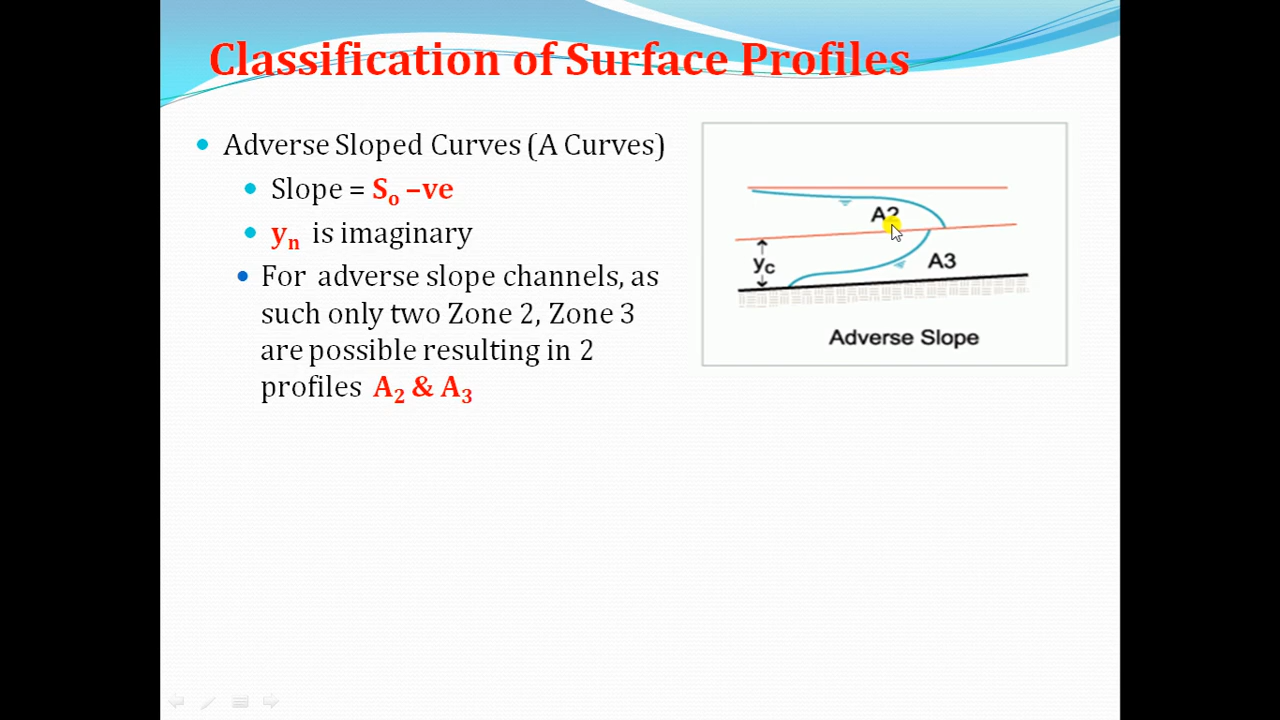 Classification of Surface Profiles
Adverse Sloped Curves (A Curves)
Slope = So –ve
yn is imaginary
For adverse slope channels, as
such only two Zone 2, Zone 3
are possible resulting in 2
profiles A2 & A3
A2
yc
A3
Adverse Slope